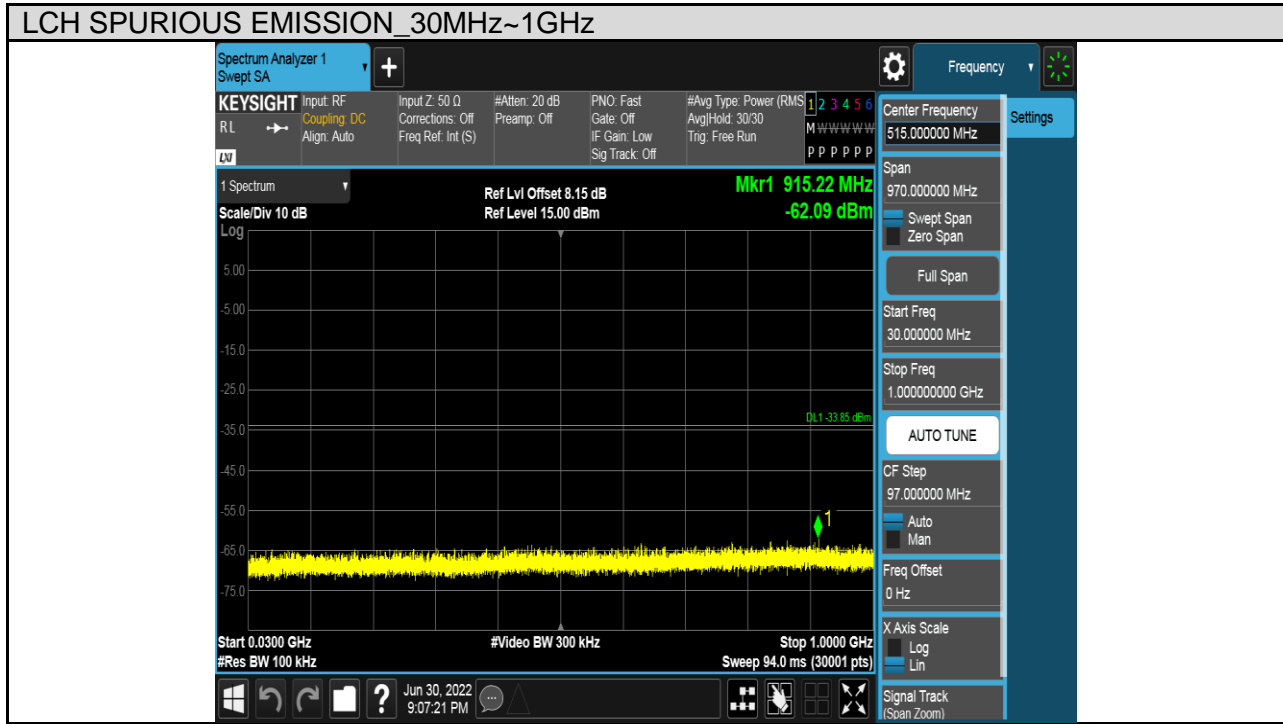 LCH SPURIOUS EMISSION_30MHz~1GHz
Spectrum Analyzer 1
Swept SA
+
Frequency
KEYSIGHT
RL
LXI
Input: RF
Coupling: DC
Align: Auto
Input Z: 50 Ω
Corrections: Off
Freq Ref: Int (S)
#Atten: 20 dB
Preamp: Off
PNO: Fast
Gate: Off
IF Gain: Low
Sig Track: Off
#Avg Type: Power (RMS
Avg|Hold: 30/30
Trig: Free Run
1 2 3 4 5 6
M W W W W W
P P P P P P
1 Spectrum
Scale/Div 10 dB
Log
Ref Lvl Offset 8.15 dB
Ref Level 15.00 dBm
Mkr1 915.22 MHz
-62.09 dBm
5.00
-5.00
-15.0
-25.0
DL1 -33.85 dBm
-35.0
-45.0
-55.0
1
-65.0
-75.0
Start 0.0300 GHz
#Res BW 100 kHz
#Video BW 300 kHz
Stop 1.0000 GHz
Sweep 94.0 ms (30001 pts)
?
Jun 30, 2022
9:07:21 PM
Center Frequency
515.000000 MHz
Settings
Span
970.000000 MHz
Swept Span
Zero Span
Full Span
Start Freq
30.000000 MHz
Stop Freq
1.000000000 GHz
AUTO TUNE
CF Step
97.000000 MHz
Auto
Man
Freq Offset
0 Hz
X Axis Scale
Log
Lin
Signal Track
(Span Zoom)